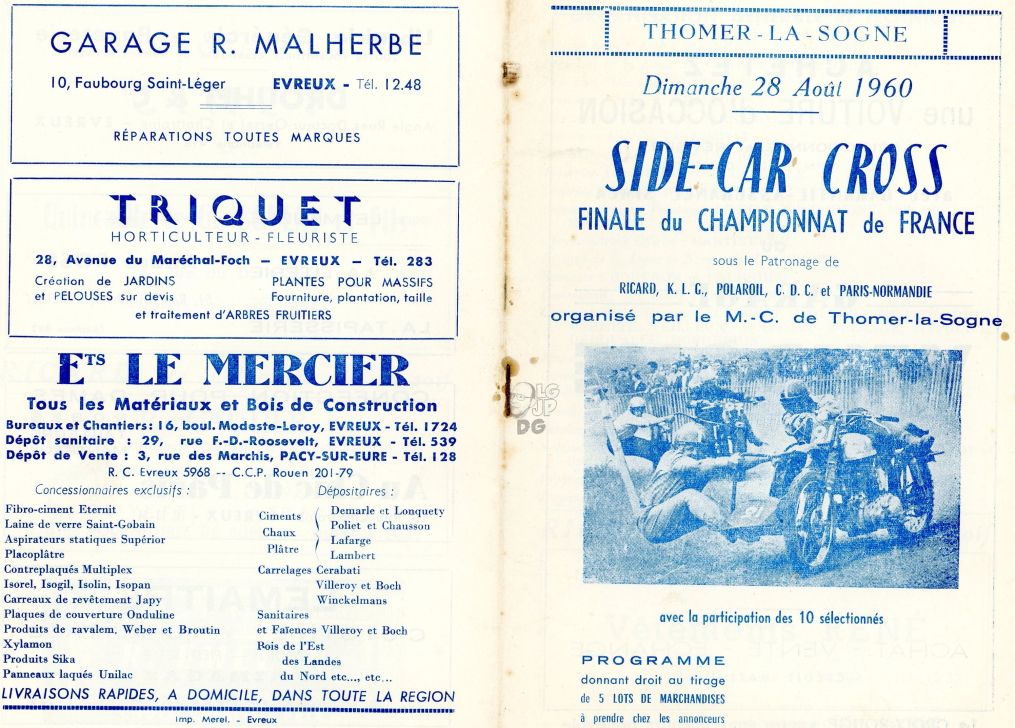 GARAGE R. MALHERBE
10, Faubourg Saint-Léger EVREUX - Tél. 12.48
RÉPARATIONS TOUTES MARQUES
TRIQUET
HORTICULTEUR - FLEURISTE
28, Avenue du Maréchal-Foch — EVREUX — Tél. 283
Création de JARDINS PLANTES POUR MASSIFS
et PELOUSES sur devis Fourniture, plantation, taille
et traitement d'ARBRES FRUITIERS
ETS LE MERCIER
Tous les Matériaux et Bois de Construction
Bureaux et Chantiers: 16, boul. Modeste-Leroy, EVREUX - Tél. 1724
Dépôt sanitaire : 29, rue F.-D.-Roosevelt, EVREUX - Tél. 539
Dépôt de Vente : 3, rue des Marchis, PACY-SUR-EURE - Tél. 128
R. C. Evreux 5968 -- C.C.P. Rouen 201-79
Concessionnaires exclusifs :
Fibro-ciment Eternit
Laine de verre Saint-Gobain
Aspirateurs statiques Supérior
Placoplâtre
Contreplaqués Multiplex
Isorel, Isogil, Isolin, Isopan
Carreaux de revêtement Japy
Plaques de couverture Onduline
Produits de ravalem. Weber et Broutin
Xylamon
Produits Sika
Panneaux laqués Unilac
Dépositaires :
Ciments
Chaux
Plâtre
Demarle et Lonquety
Poliet et Chausson
Lafarge
Lambert
Carrelages Cerabati
Villeroy et Boch
Winckelmans
Sanitaires
et Faïences Villeroy et Boch
Bois de l'Est
des Landes
du Nord etc..., etc...
LIVRAISONS RAPIDES, A DOMICILE, DANS TOUTE LA REGION
Imp. Merel. - Evreux
THOMER-LA-SOGNE
Dimanche 28 Août 1960
SIDE-CAR CROSS
FINALE du CHAMPIONNAT de FRANCE
sous le Patronage de
RICARD, K. L. G., POLAROIL, C. D. C. et PARIS-NORMANDIE
organisé par le M.-C. de Thomer-la-Sogne
LG
JP
DG
avec la participation des 10 sélectionnés
PROGRAMME
donnant droit au tirage
de 5 LOTS DE MARCHANDISES
à prendre chez les annonceurs